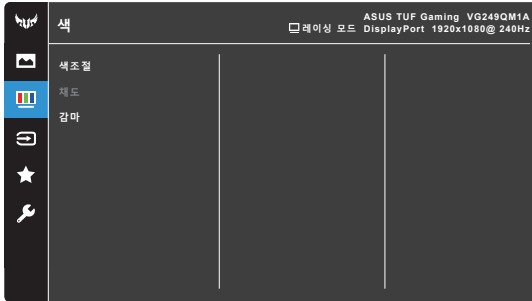 색
ASUS TUF Gaming VG249QM1A
레이싱 모드 DisplayPort 1920x1080@ 240Hz
색조절
채도
감마